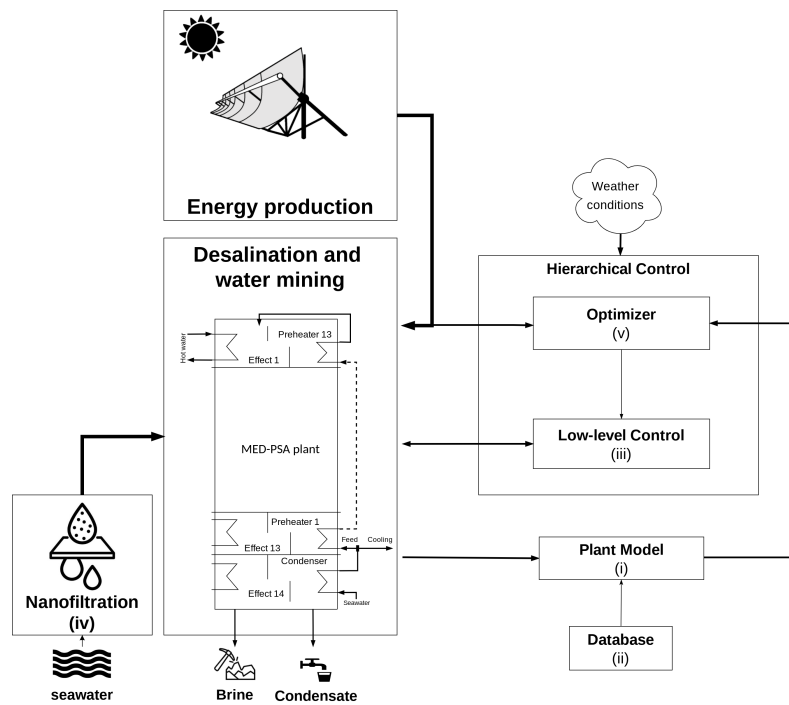 Energy production
Desalination and
water mining
Hot water
Preheater 13
Effect 1
MED-PSA plant
Preheater 1
Effect 13
Feed
Cooling
Condenser
Effect 14
Seawater
Brine
Condensate
Nanofiltration
(iv)
seawater
Weather
conditions
Hierarchical Control
Optimizer
(v)
Low-level Control
(iii)
Plant Model
(i)
Database
(ii)